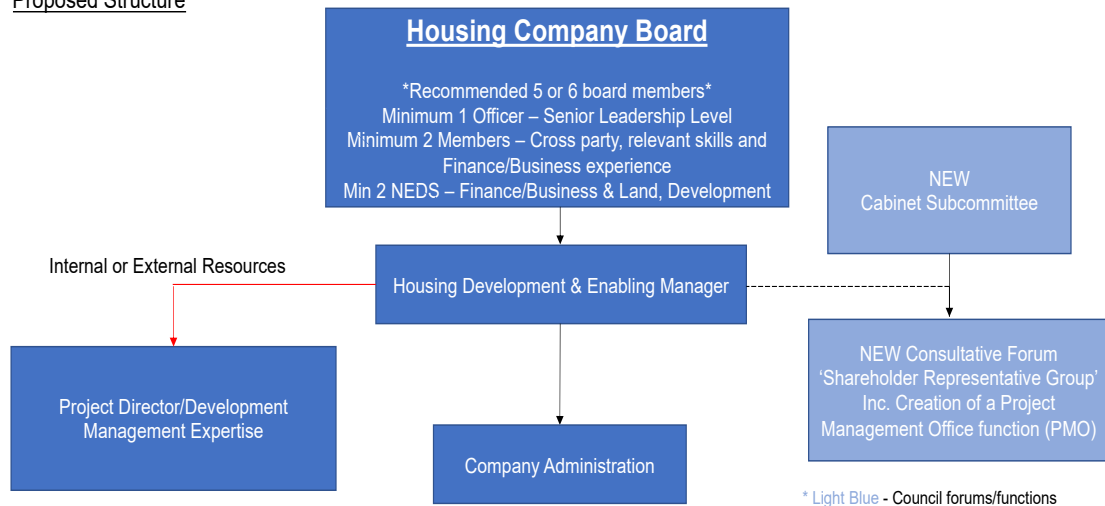 Proposed Structure
Housing Company Board
*Recommended 5 or 6 board members*
Minimum 1 Officer – Senior Leadership Level
Minimum 2 Members – Cross party, relevant skills and
Finance/Business experience
Min 2 NEDS – Finance/Business & Land, Development
NEW
Cabinet Subcommittee
Internal or External Resources
Housing Development & Enabling Manager
Project Director/Development
Management Expertise
NEW Consultative Forum
‘Shareholder Representative Group’
Inc. Creation of a Project
Management Office function (PMO)
Company Administration
* Light Blue - Council forums/functions